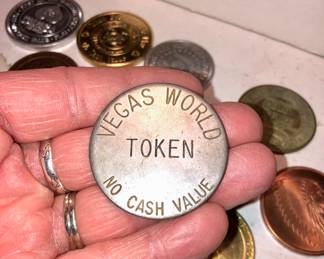 VEGAS WORLD
TOKEN
NO CASH VALUE